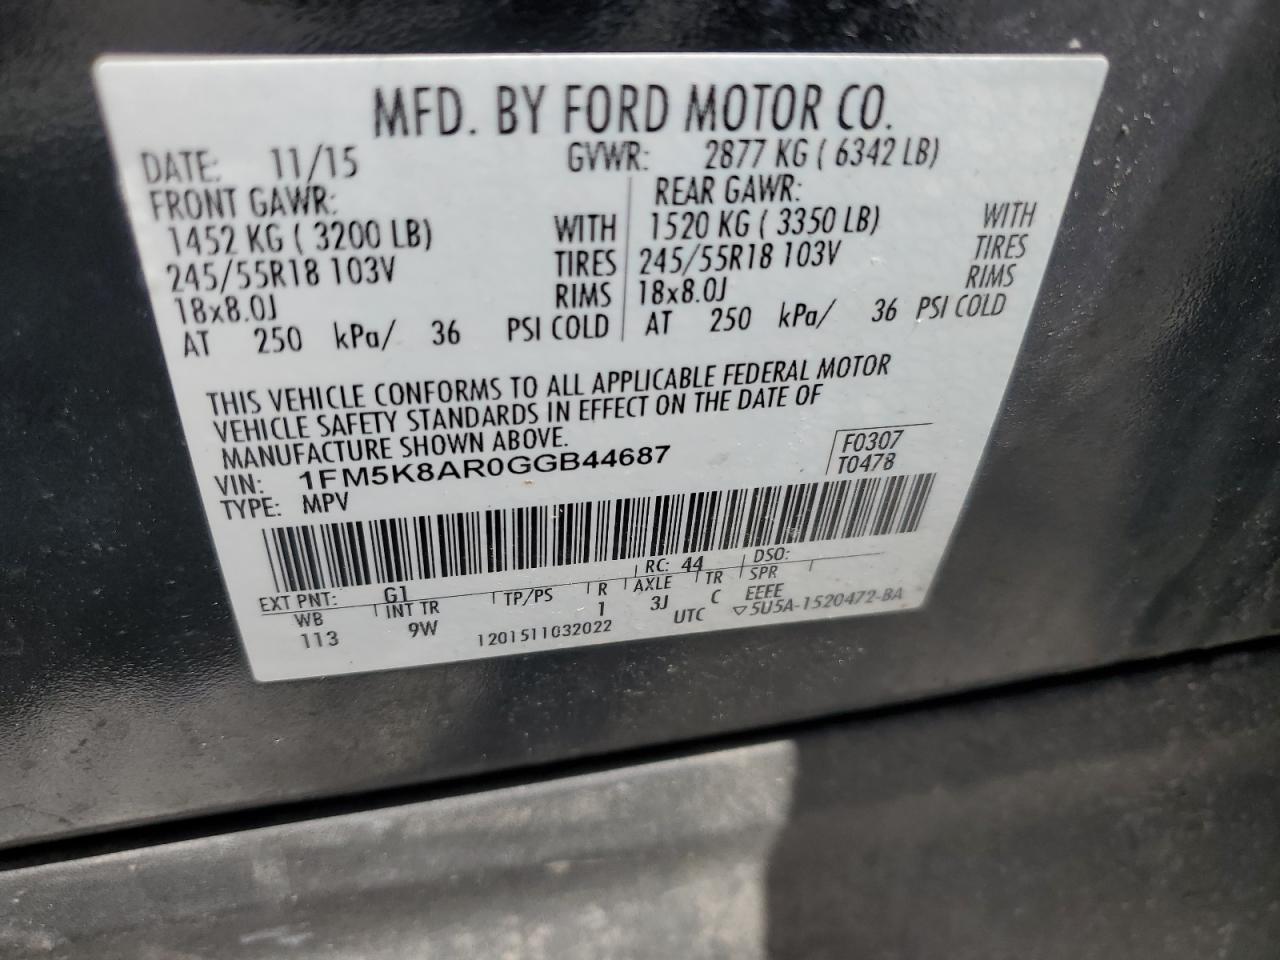 MFD. BY FORD MOTOR CO.
DATE: 11/15 GVWR: 2877 KG ( 6342 LB)
FRONT GAWR: REAR GAWR:
1452 KG ( 3200 LB) WITH 1520 KG ( 3350 LB) WITH
245/55R18 103V TIRES 245/55R18 103V TIRES
18x8.0J RIMS 18x8.0J RIMS
AT 250 kPa/ 36 PSI COLD AT 250 kPa/ 36 PSI COLD
THIS VEHICLE CONFORMS TO ALL APPLICABLE FEDERAL MOTOR
VEHICLE SAFETY STANDARDS IN EFFECT ON THE DATE OF
MANUFACTURE SHOWN ABOVE.
VIN: 1FM5K8AR0GGB44687 F0307
TYPE: MPV T0478
EXT PNT: G1 RC: 44 DSO:
WB INT TR TP/PS R AXLE TR SPR
113 9W 1 3J C EEEE
1201511032022 UTC ▽5U5A-1520472-BA